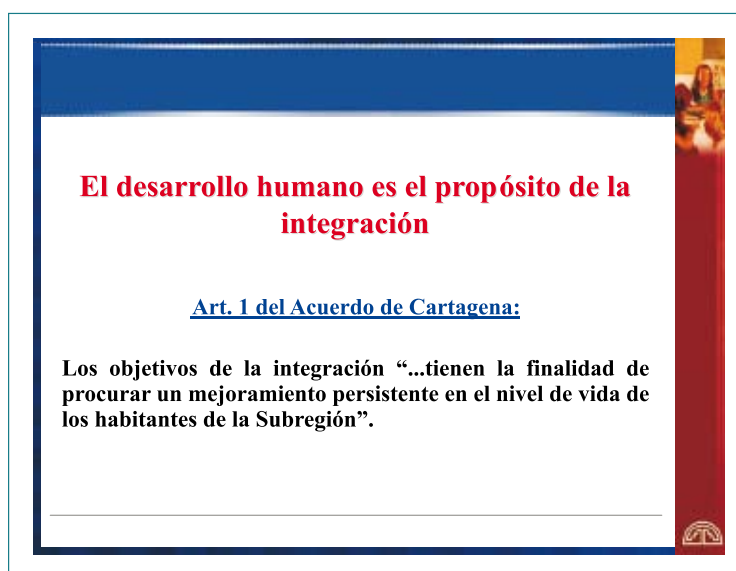 El desarrollo humano es el propósito de la
integración
Art. 1 del Acuerdo de Cartagena:
Los objetivos de la integración “...tienen la finalidad de
procurar un mejoramiento persistente en el nivel de vida de
los habitantes de la Subregión”.